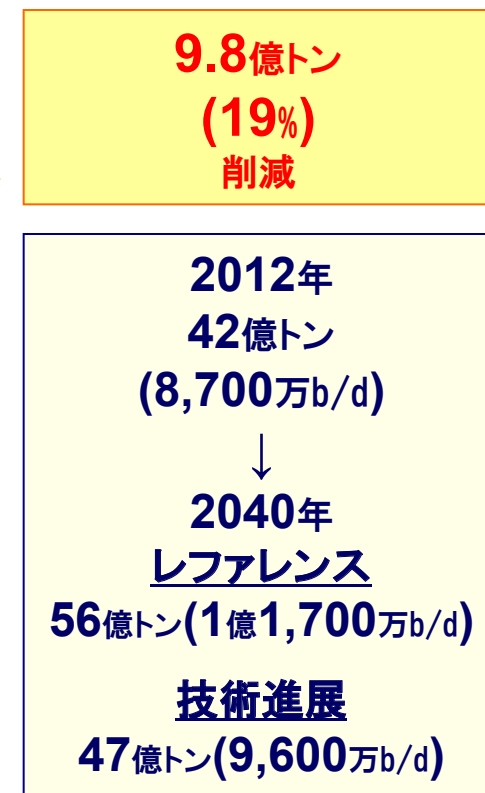 9.8億トン
(19%)
削減
2012年
42億トン
(8,700万b/d)
↓
2040年
レファレンス
56億トン(1億1,700万b/d)
技術進展
47億トン(9,600万b/d)